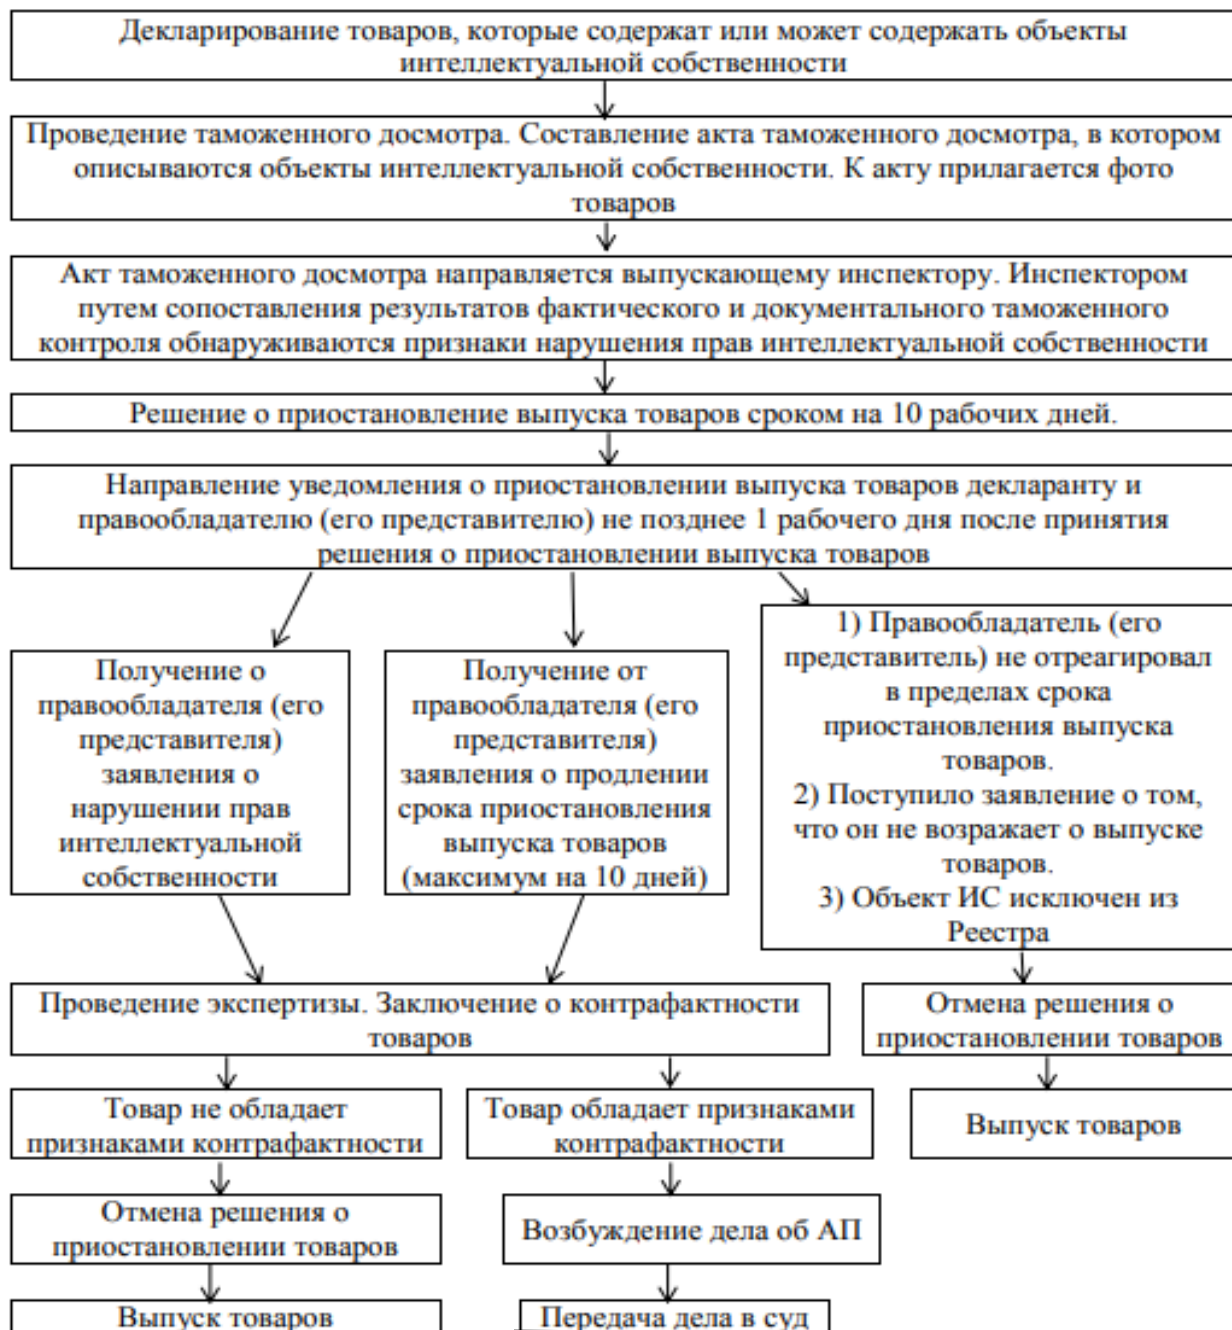 Декларирование товаров, которые содержат или может содержать объекты
интеллектуальной собственности
Проведение таможенного досмотра. Составление акта таможенного досмотра, в котором
описываются объекты интеллектуальной собственности. К акту прилагается фото
товаров
Акт таможенного досмотра направляется выпускающему инспектору. Инспектором
путем сопоставления результатов фактического и документального таможенного
контроля обнаруживаются признаки нарушения прав интеллектуальной собственности
Решение о приостановление выпуска товаров сроком на 10 рабочих дней.
Направление уведомления о приостановлении выпуска товаров декларанту и
правообладателю (его представителю) не позднее 1 рабочего дня после принятия
решения о приостановлении выпуска товаров
Получение о
правообладателя (его
представителя)
заявления о
нарушении прав
интеллектуальной
собственности
Получение от
правообладателя (его
представителя)
заявления о продлении
срока приостановления
выпуска товаров
(максимум на 10 дней)
1) Правообладатель (его
представитель) не отреагировал
в пределах срока
приостановления выпуска
товаров.
2) Поступило заявление о том,
что он не возражает о выпуске
товаров.
3) Объект ИС исключен из
Реестра
Проведение экспертизы. Заключение о контрафактности
товаров
Отмена решения о
приостановлении товаров
Товар не обладает
признаками контрафактности
Товар обладает признаками
контрафактности
Выпуск товаров
Отмена решения о
приостановлении товаров
Возбуждение дела об АП
Выпуск товаров
Передача дела в суд